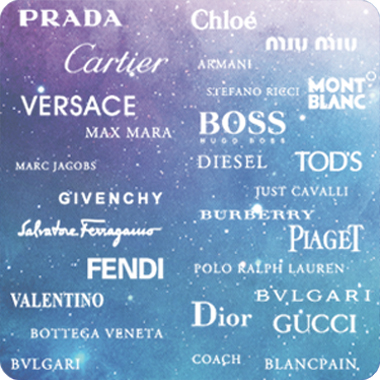 PRADA
Chloé
miu miu
Cartier
ARMANI
STEFANO RICCI
MONT
BLANC
VERSACE
BOSS
HUGO BOSS
MAX MARA
DIESEL
TOD'S
MARC JACOBS
JUST CAVALLI
GIVENCHY
BURBERRY
Salvatore Ferragamo
PIAGET
FENDI
POLO RALPH LAUREN
VALENTINO
BVLGARI
Dior
GUCCI
BOTTEGA VENETA
BVLGARI
COACH
BLANCPAIN